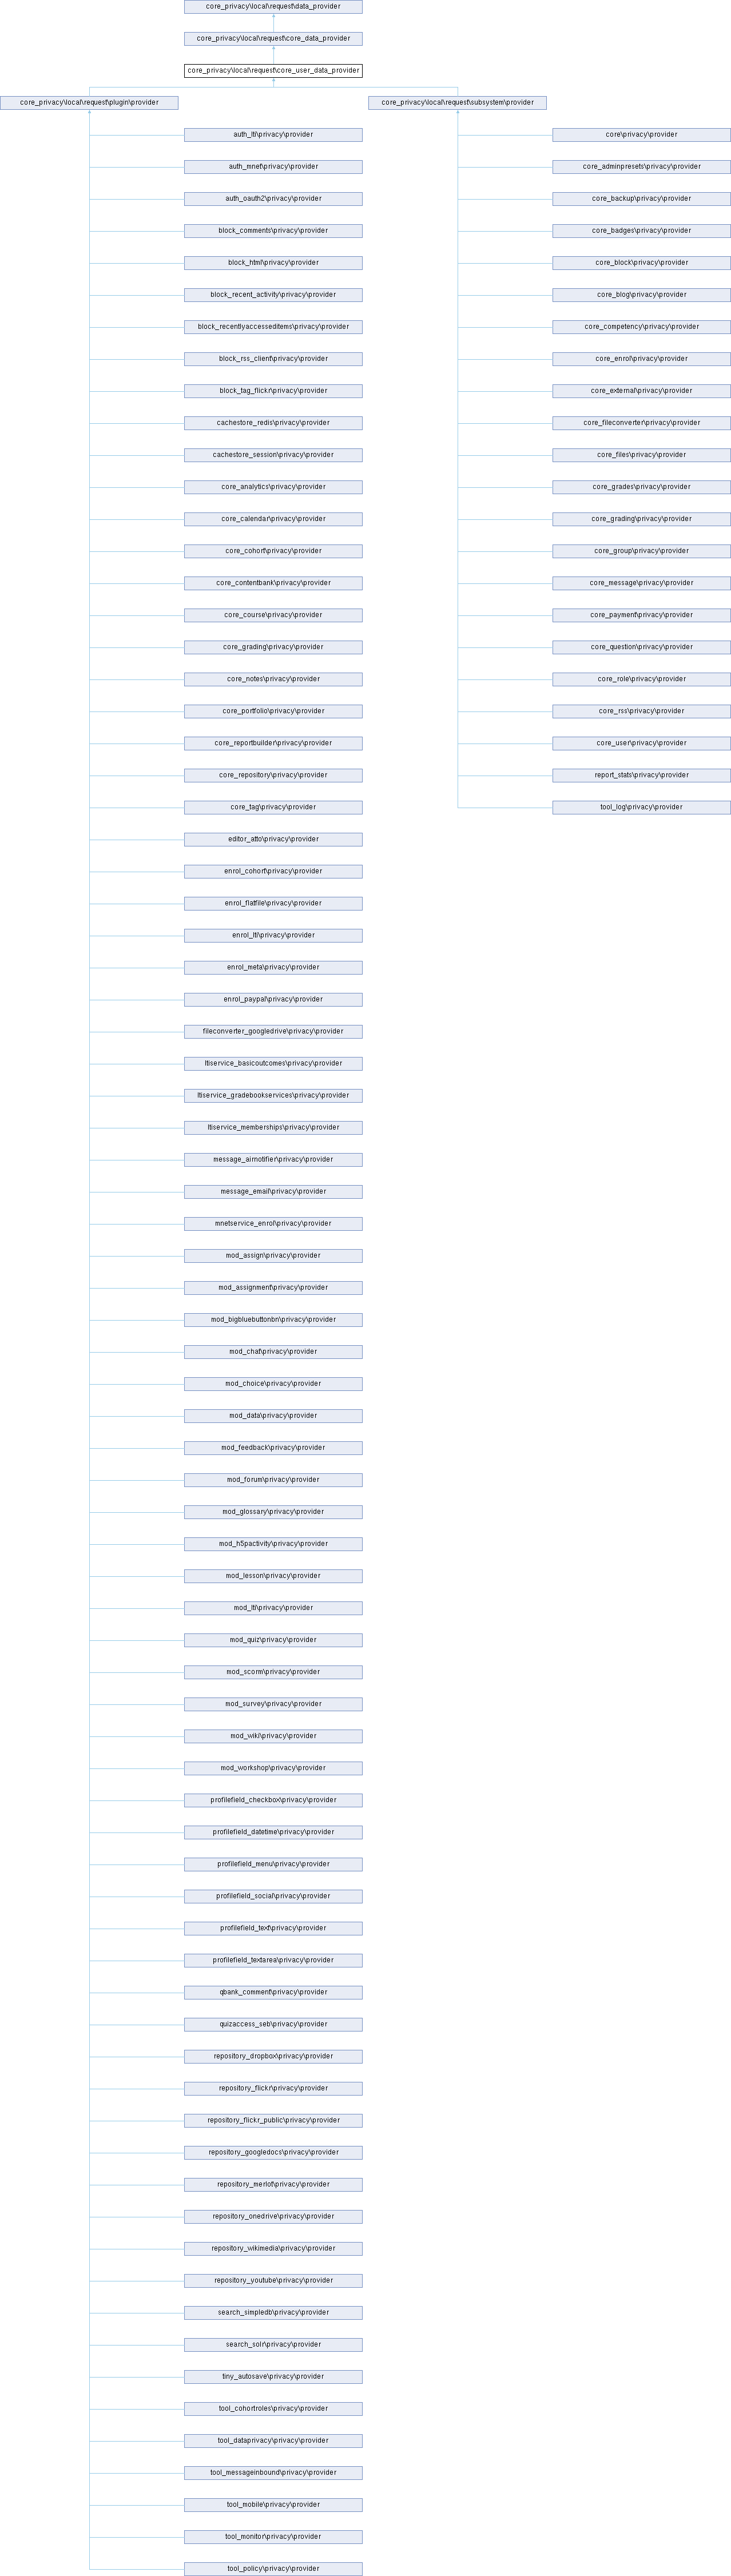 core_privacy\local\request\data_provider
core_privacy\local\request\core_data_provider
core_privacy\local\request\core_user_data_provider
core_privacy\local\request\plugin\provider
core_privacy\local\request\subsystem\provider
auth_lti\privacy\provider
core\privacy\provider
auth_mnet\privacy\provider
core_adminpresets\privacy\provider
auth_oauth2\privacy\provider
core_backup\privacy\provider
block_comments\privacy\provider
core_badges\privacy\provider
block_html\privacy\provider
core_block\privacy\provider
block_recent_activity\privacy\provider
core_blog\privacy\provider
block_recentlyaccesseditems\privacy\provider
core_competency\privacy\provider
block_rss_client\privacy\provider
core_enrol\privacy\provider
block_tag_flickr\privacy\provider
core_external\privacy\provider
cachestore_redis\privacy\provider
core_fileconverter\privacy\provider
cachestore_session\privacy\provider
core_files\privacy\provider
core_analytics\privacy\provider
core_grades\privacy\provider
core_calendar\privacy\provider
core_grading\privacy\provider
core_cohort\privacy\provider
core_group\privacy\provider
core_contentbank\privacy\provider
core_message\privacy\provider
core_course\privacy\provider
core_payment\privacy\provider
core_grading\privacy\provider
core_question\privacy\provider
core_notes\privacy\provider
core_role\privacy\provider
core_portfolio\privacy\provider
core_rss\privacy\provider
core_reportbuilder\privacy\provider
core_user\privacy\provider
core_repository\privacy\provider
report_stats\privacy\provider
core_tag\privacy\provider
tool_log\privacy\provider
editor_atto\privacy\provider
enrol_cohort\privacy\provider
enrol_flatfile\privacy\provider
enrol_lti\privacy\provider
enrol_meta\privacy\provider
enrol_paypal\privacy\provider
fileconverter_googledrive\privacy\provider
ltiservice_basicoutcomes\privacy\provider
ltiservice_gradebookservices\privacy\provider
ltiservice_memberships\privacy\provider
message_airnotifier\privacy\provider
message_email\privacy\provider
mnetservice_enrol\privacy\provider
mod_assign\privacy\provider
mod_assignment\privacy\provider
mod_bigbluebuttonbn\privacy\provider
mod_chat\privacy\provider
mod_choice\privacy\provider
mod_data\privacy\provider
mod_feedback\privacy\provider
mod_forum\privacy\provider
mod_glossary\privacy\provider
mod_h5pactivity\privacy\provider
mod_lesson\privacy\provider
mod_lti\privacy\provider
mod_quiz\privacy\provider
mod_scorm\privacy\provider
mod_survey\privacy\provider
mod_wiki\privacy\provider
mod_workshop\privacy\provider
profilefield_checkbox\privacy\provider
profilefield_datetime\privacy\provider
profilefield_menu\privacy\provider
profilefield_social\privacy\provider
profilefield_text\privacy\provider
profilefield_textarea\privacy\provider
qbank_comment\privacy\provider
quizaccess_seb\privacy\provider
repository_dropbox\privacy\provider
repository_flickr\privacy\provider
repository_flickr_public\privacy\provider
repository_googledocs\privacy\provider
repository_merlot\privacy\provider
repository_onedrive\privacy\provider
repository_wikimedia\privacy\provider
repository_youtube\privacy\provider
search_simpledb\privacy\provider
search_solr\privacy\provider
tiny_autosave\privacy\provider
tool_cohortroles\privacy\provider
tool_dataprivacy\privacy\provider
tool_messageinbound\privacy\provider
tool_mobile\privacy\provider
tool_monitor\privacy\provider
tool_policy\privacy\provider